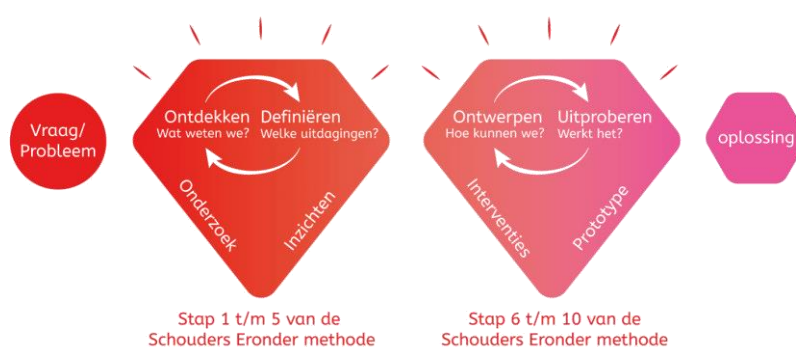 Vraag/
Probleem
Ontdekken
Wat weten we?
Definiëren
Welke uitdagingen?
Onderzoek
Inzichten
Stap 1 t/m 5 van de
Schouders Eronder methode
Ontwerpen
Hoe kunnen we?
Uitproberen
Werkt het?
Interventies
Prototype
Stap 6 t/m 10 van de
Schouders Eronder methode
oplossing